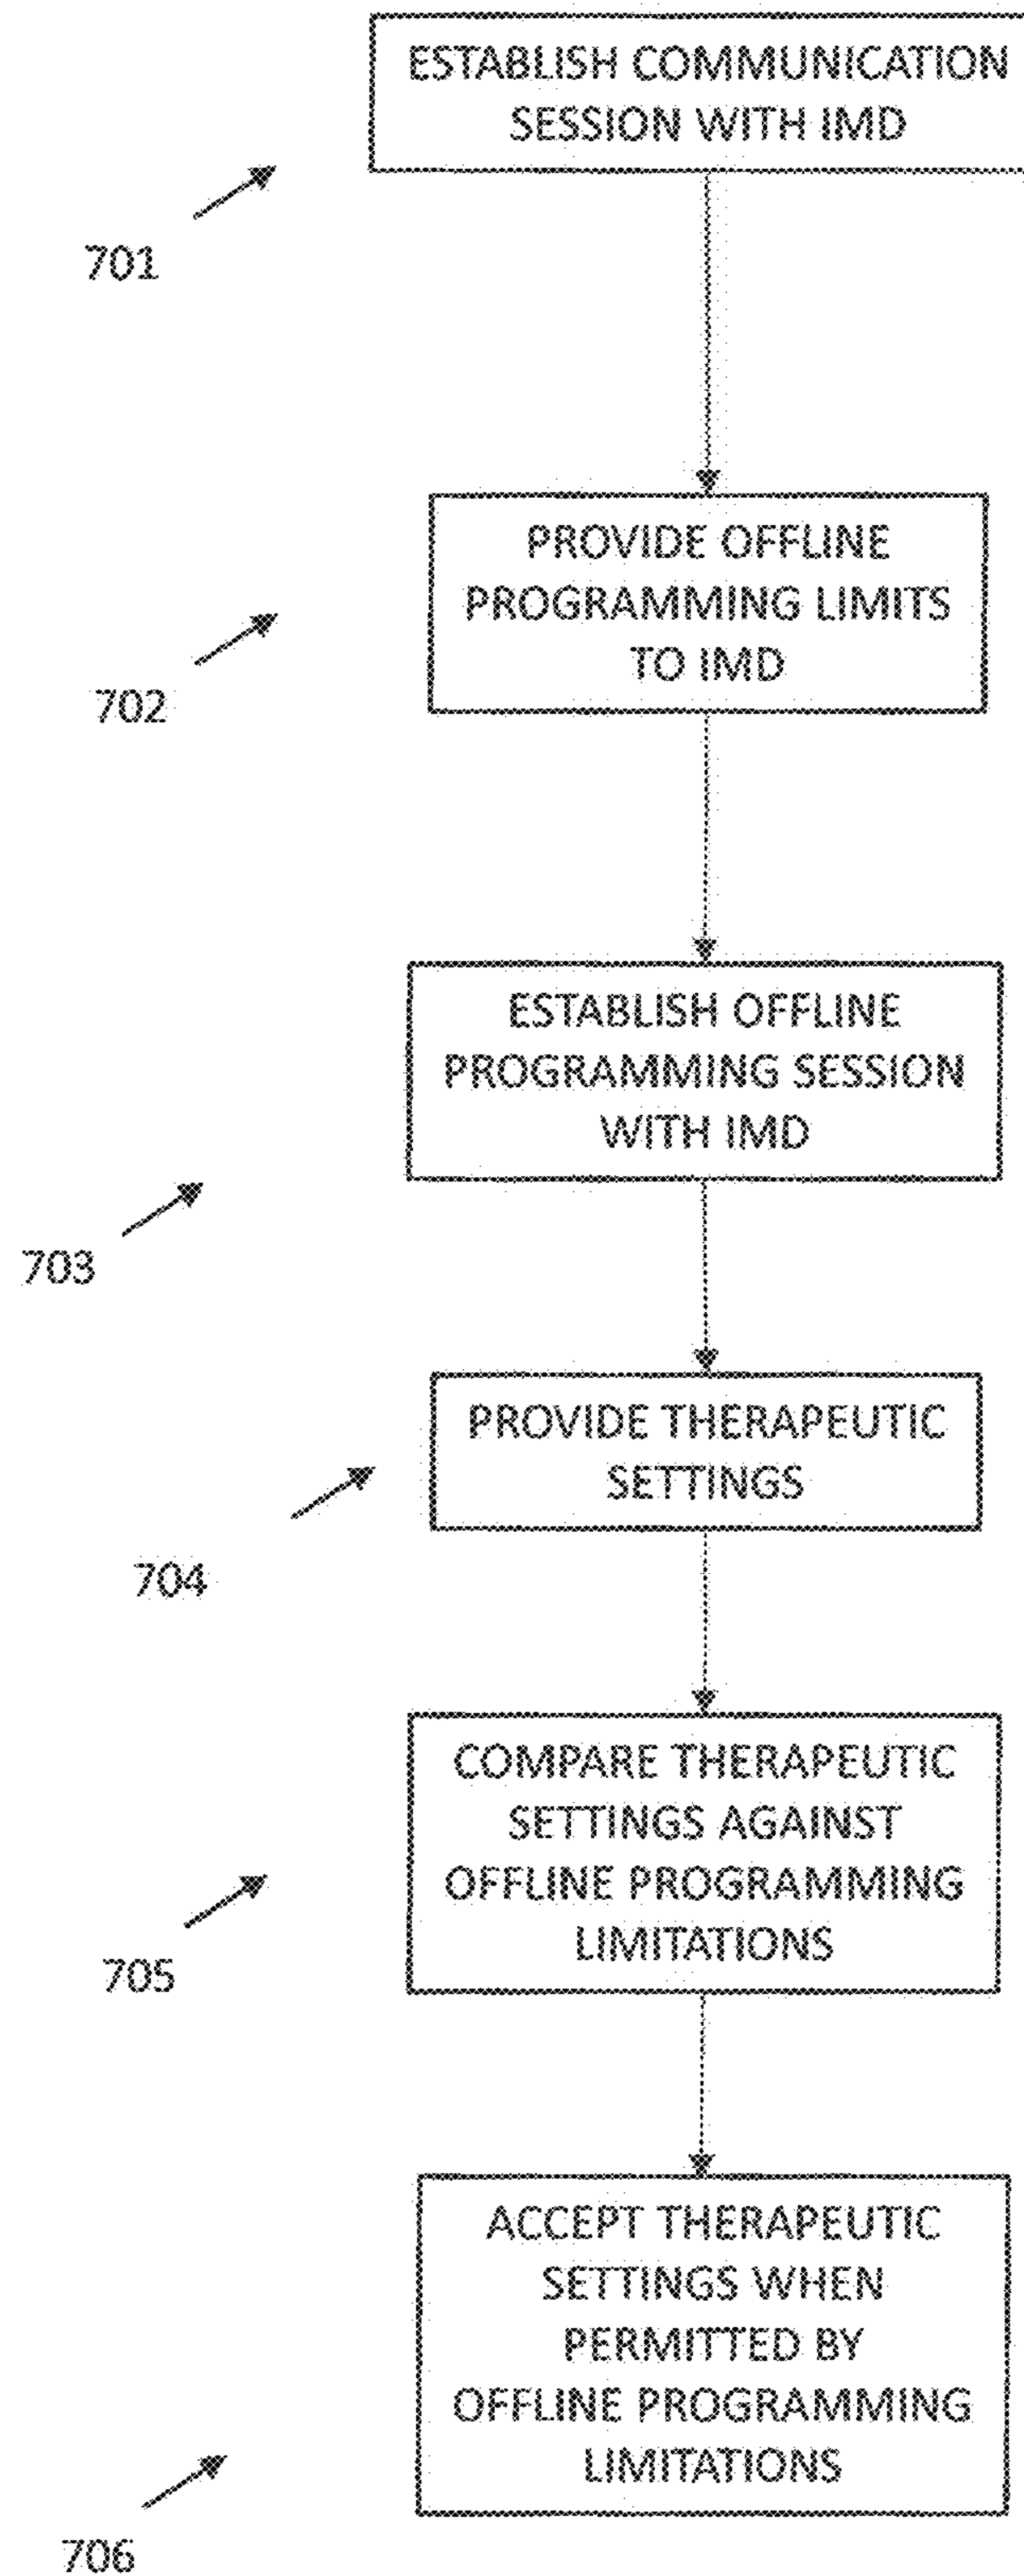 ESTABLISH COMMUNICATION
SESSION WITH IMD
701
PROVIDE OFFLINE
PROGRAMMING LIMITS
TO IMD
702
ESTABLISH OFFLINE
PROGRAMMING SESSION
WITH IMD
703
PROVIDE THERAPEUTIC
SETTINGS
704
COMPARE THERAPEUTIC
SETTINGS AGAINST
OFFLINE PROGRAMMING
LIMITATIONS
705
ACCEPT THERAPEUTIC
SETTINGS WHEN
PERMITTED BY
OFFLINE PROGRAMMING
LIMITATIONS
706